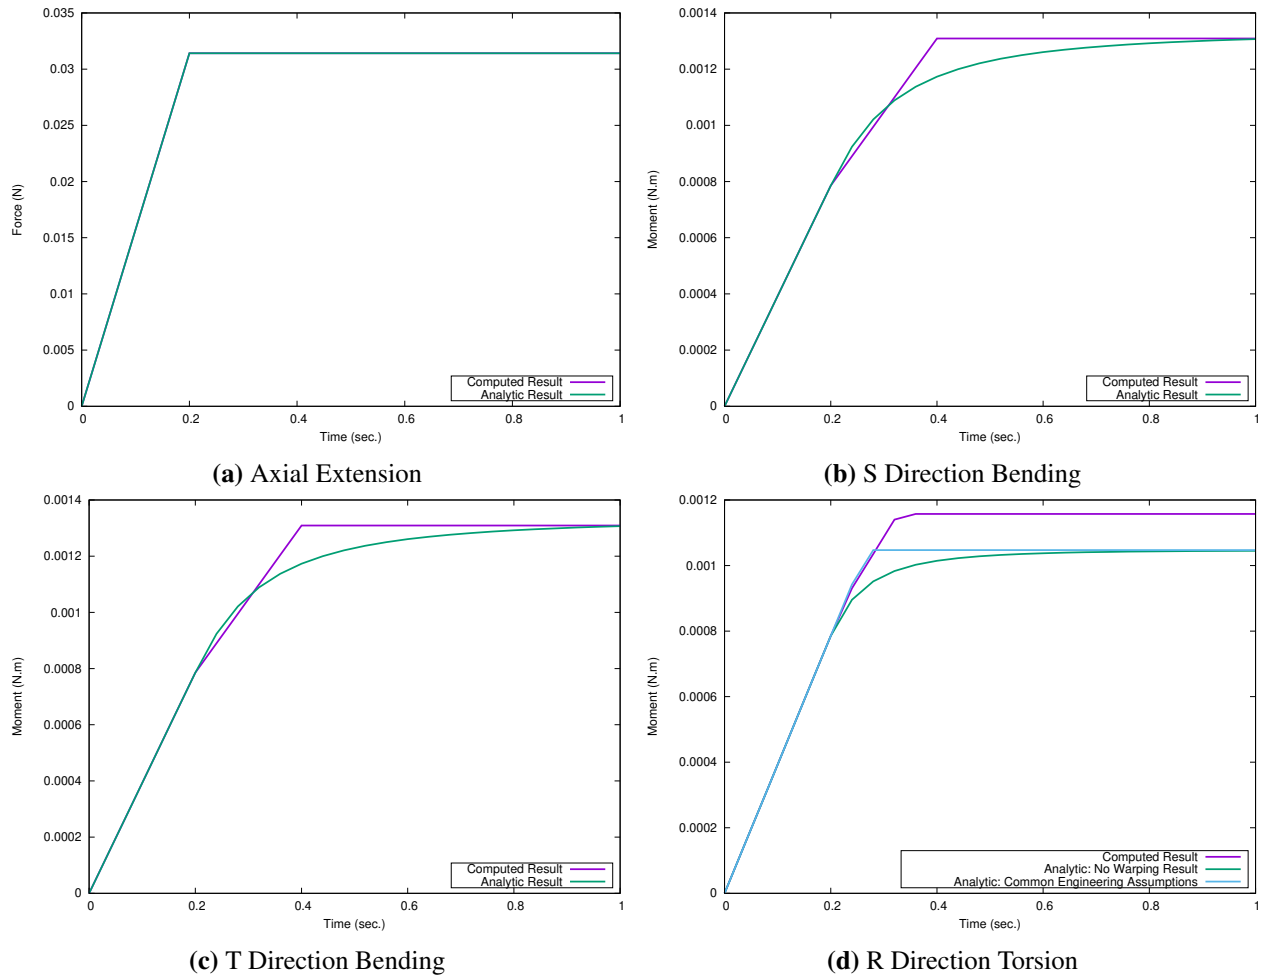 0.035
0.03
0.025
0.02
0.015
0.01
0.005
0
Force (N)
0 0.2 0.4 0.6 0.8 1
Time (sec.)
Computed Result
Analytic Result
(a) Axial Extension
0.0014
0.0012
0.001
0.0008
0.0006
0.0004
0.0002
0
Moment (N.m)
0 0.2 0.4 0.6 0.8 1
Time (sec.)
Computed Result
Analytic Result
(b) S Direction Bending
0.0014
0.0012
0.001
0.0008
0.0006
0.0004
0.0002
0
Moment (N.m)
0 0.2 0.4 0.6 0.8 1
Time (sec.)
Computed Result
Analytic Result
(c) T Direction Bending
0.0012
0.001
0.0008
0.0006
0.0004
0.0002
0
Moment (N.m)
0 0.2 0.4 0.6 0.8 1
Time (sec.)
Computed Result
Analytic: No Warping Result
Analytic: Common Engineering Assumptions
(d) R Direction Torsion